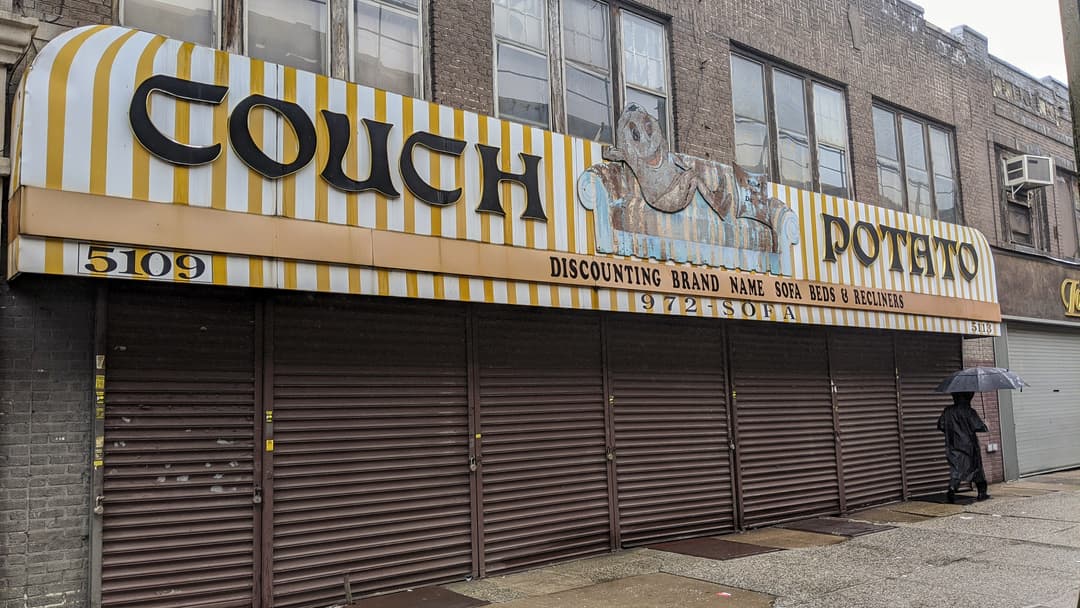 COUCH POTATO
DISCOUNTING BRAND NAME SOFA BEDS & RECLINERS
5109
972-SOFA
5113